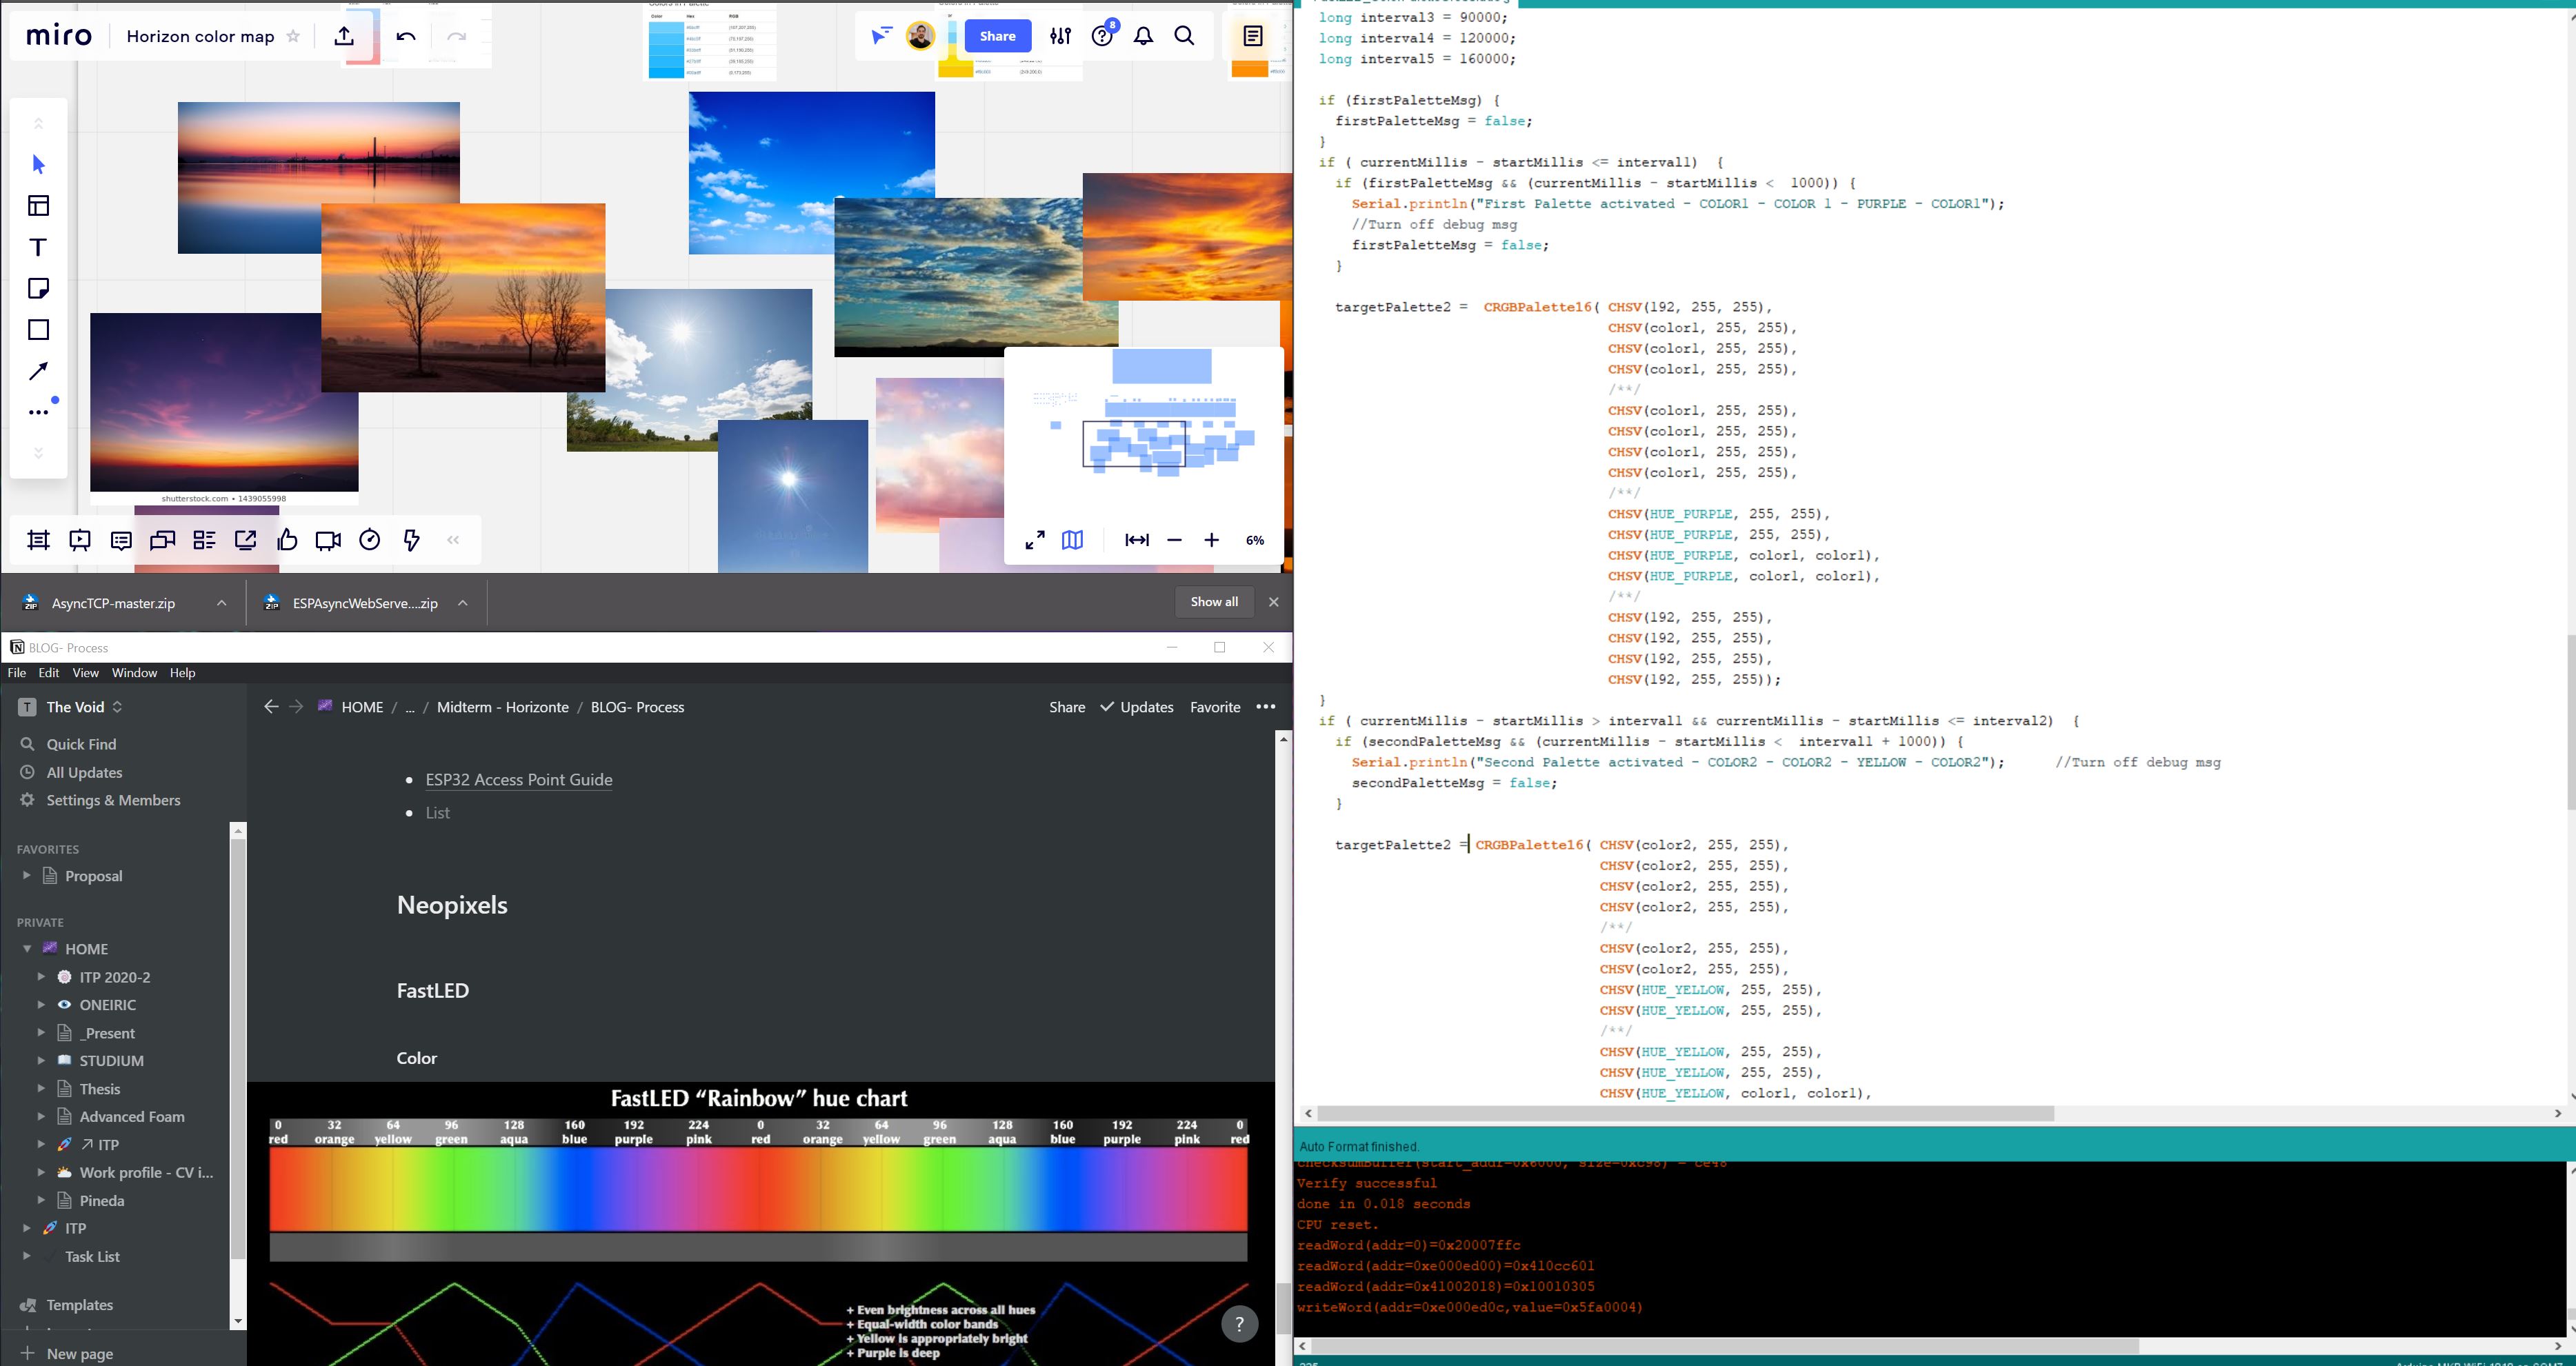 miro
Horizon color map
Color Hex RGB
Share
8
shutterstock.com • 1439055998
6%
AsyncTCP-master.zip
ESPAsyncWebServe....zip
Show all
BLOG- Process
File Edit View Window Help
T The Void
HOME / ... / Midterm - Horizonte / BLOG- Process
Share Updates Favorite •••
Quick Find
All Updates
Settings & Members
FAVORITES
Proposal
PRIVATE
HOME
ITP 2020-2
ONEIRIC
_Present
STUDIUM
Thesis
Advanced Foam
ITP
Work profile - CV i...
Pineda
ITP
Task List
Templates
New page
• ESP32 Access Point Guide
• List
Neopixels
FastLED
Color
FastLED “Rainbow” hue chart
0 32 64 96 128 160 192 224 0 32 64 96 128 160 192 224 0
red orange yellow green aqua blue purple pink red orange yellow green aqua blue purple pink red
+ Even brightness across all hues
+ Equal-width color bands
+ Yellow is appropriately bright
+ Purple is deep
?
long interval3 = 90000;
long interval4 = 120000;
long interval5 = 160000;
if (firstPaletteMsg) {
firstPaletteMsg = false;
}
if ( currentMillis - startMillis <= interval1) {
if (firstPaletteMsg && (currentMillis - startMillis < 1000)) {
Serial.println("First Palette activated - COLOR1 - COLOR 1 - PURPLE - COLOR1");
//Turn off debug msg
firstPaletteMsg = false;
}
targetPalette2 = CRGBPalette16( CHSV(192, 255, 255),
CHSV(color1, 255, 255),
CHSV(color1, 255, 255),
CHSV(color1, 255, 255),
/**/
CHSV(color1, 255, 255),
CHSV(color1, 255, 255),
CHSV(color1, 255, 255),
CHSV(color1, 255, 255),
/**/
CHSV(HUE_PURPLE, 255, 255),
CHSV(HUE_PURPLE, 255, 255),
CHSV(HUE_PURPLE, color1, color1),
CHSV(HUE_PURPLE, color1, color1),
/**/
CHSV(192, 255, 255),
CHSV(192, 255, 255),
CHSV(192, 255, 255),
CHSV(192, 255, 255));
}
if ( currentMillis - startMillis > interval1 && currentMillis - startMillis <= interval2) {
if (secondPaletteMsg && (currentMillis - startMillis < interval1 + 1000)) {
Serial.println("Second Palette activated - COLOR2 - COLOR2 - YELLOW - COLOR2"); //Turn off debug msg
secondPaletteMsg = false;
}
targetPalette2 = CRGBPalette16( CHSV(color2, 255, 255),
CHSV(color2, 255, 255),
CHSV(color2, 255, 255),
CHSV(color2, 255, 255),
/**/
CHSV(color2, 255, 255),
CHSV(color2, 255, 255),
CHSV(HUE_YELLOW, 255, 255),
CHSV(HUE_YELLOW, 255, 255),
/**/
CHSV(HUE_YELLOW, 255, 255),
CHSV(HUE_YELLOW, 255, 255),
CHSV(HUE_YELLOW, color1, color1),
Auto Format finished.
Verify successful
done in 0.018 seconds
CPU reset.
readWord(addr=0)=0x20007ffc
readWord(addr=0xe000ed00)=0x410cc601
readWord(addr=0x41002018)=0x10010305
writeWord(addr=0xe000ed0c,value=0x5fa0004)